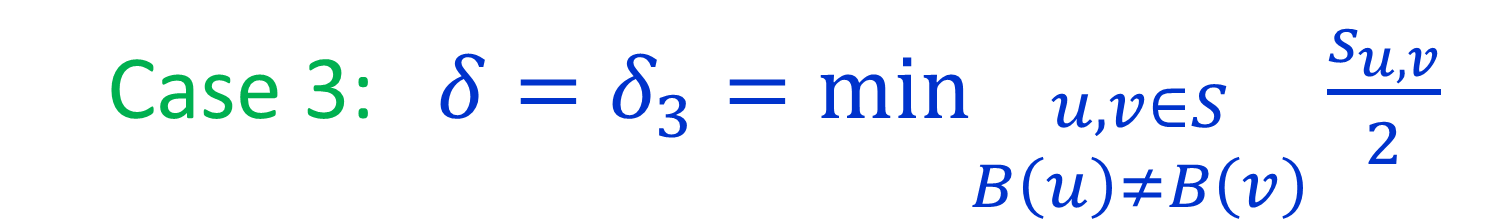 Case 3: δ = δ₃ = min u,v∈S B(u)≠B(v) s_{u,v}/2